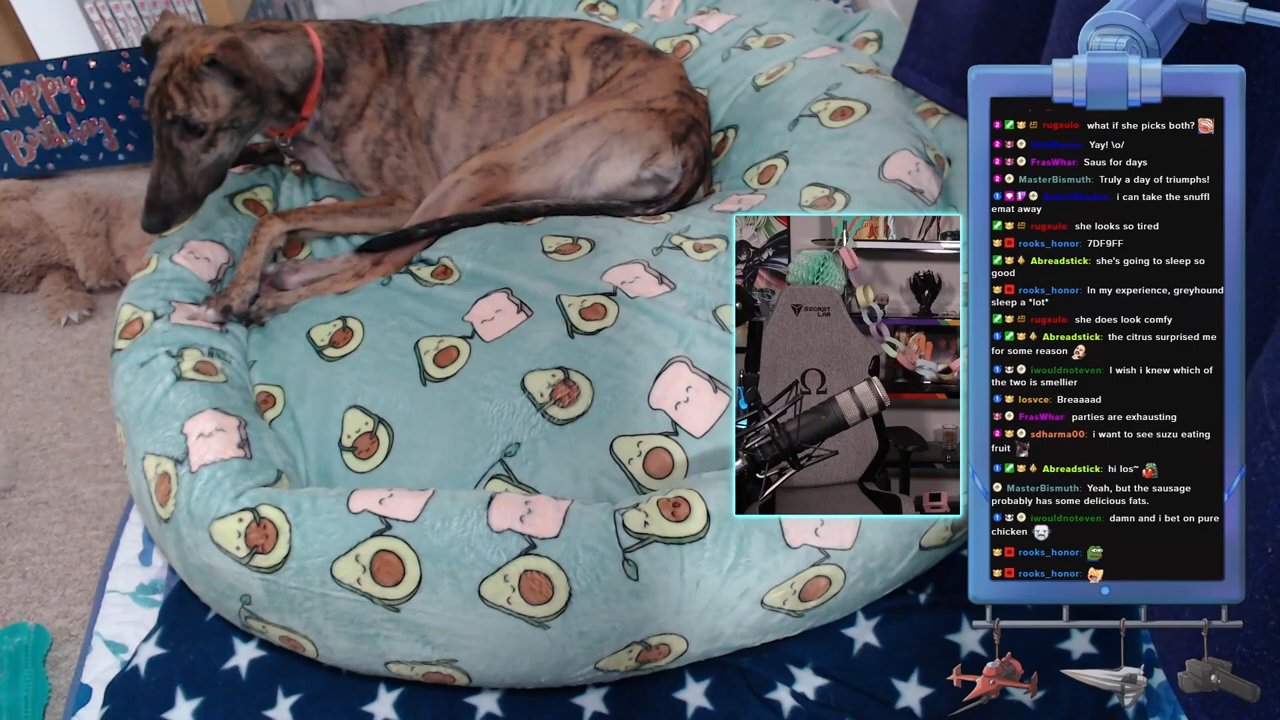 Happy
Birthday
SECRET
LAB
Ω
rugxulo: what if she picks both?
Yay! \o/
FrasWhar: Saus for days
MasterBismuth: Truly a day of triumphs!
i can take the snuffl
emat away
rugxulo: she looks so tired
rooks_honor: 7DF9FF
Abreadstick: she's going to sleep so
good
rooks_honor: In my experience, greyhound
sleep a *lot*
rugxulo: she does look comfy
Abreadstick: the citrus surprised me
for some reason
iwouldnoteven: I wish i knew which of
the two is smellier
losvce: Breaaaad
FrasWhar: parties are exhausting
sdharma00: i want to see suzu eating
fruit
Abreadstick: hi los~
MasterBismuth: Yeah, but the sausage
probably has some delicious fats.
iwouldnoteven: damn and i bet on pure
chicken
rooks_honor:
rooks_honor: